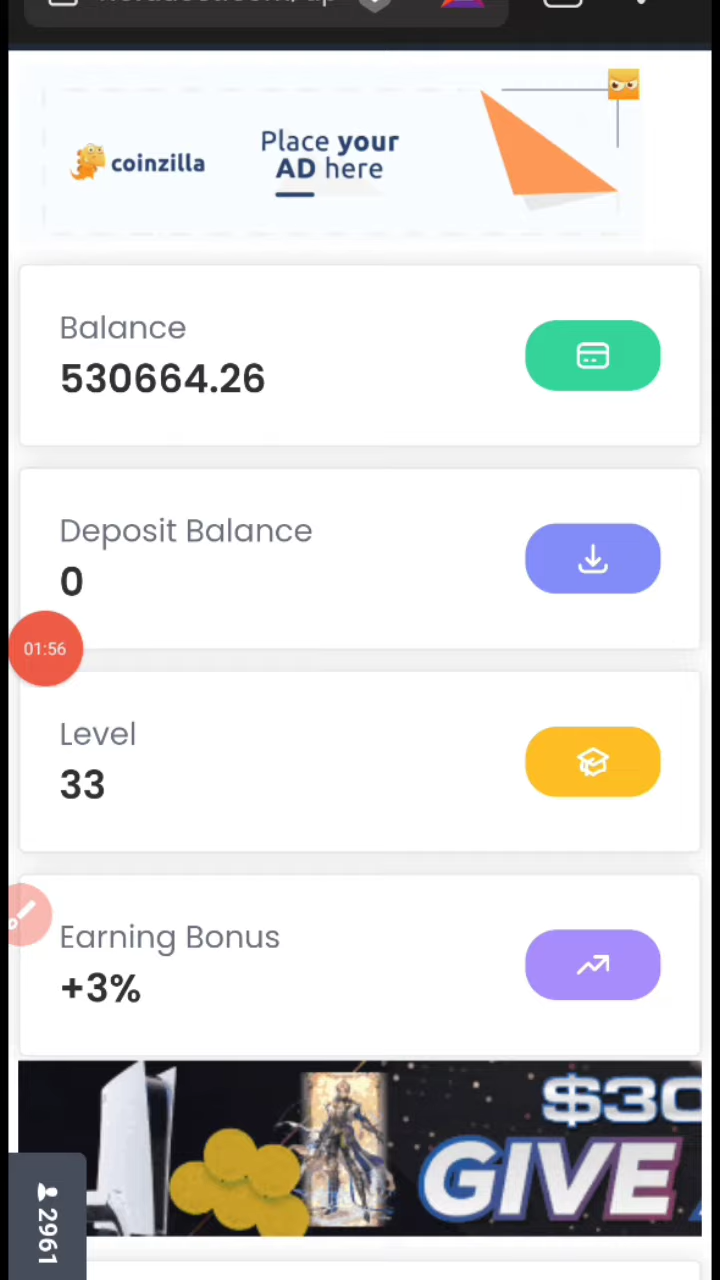 coinzilla
Place your
AD here
Balance
530664.26
Deposit Balance
0
01:56
Level
33
Earning Bonus
+3%
$30
GIVE
2961